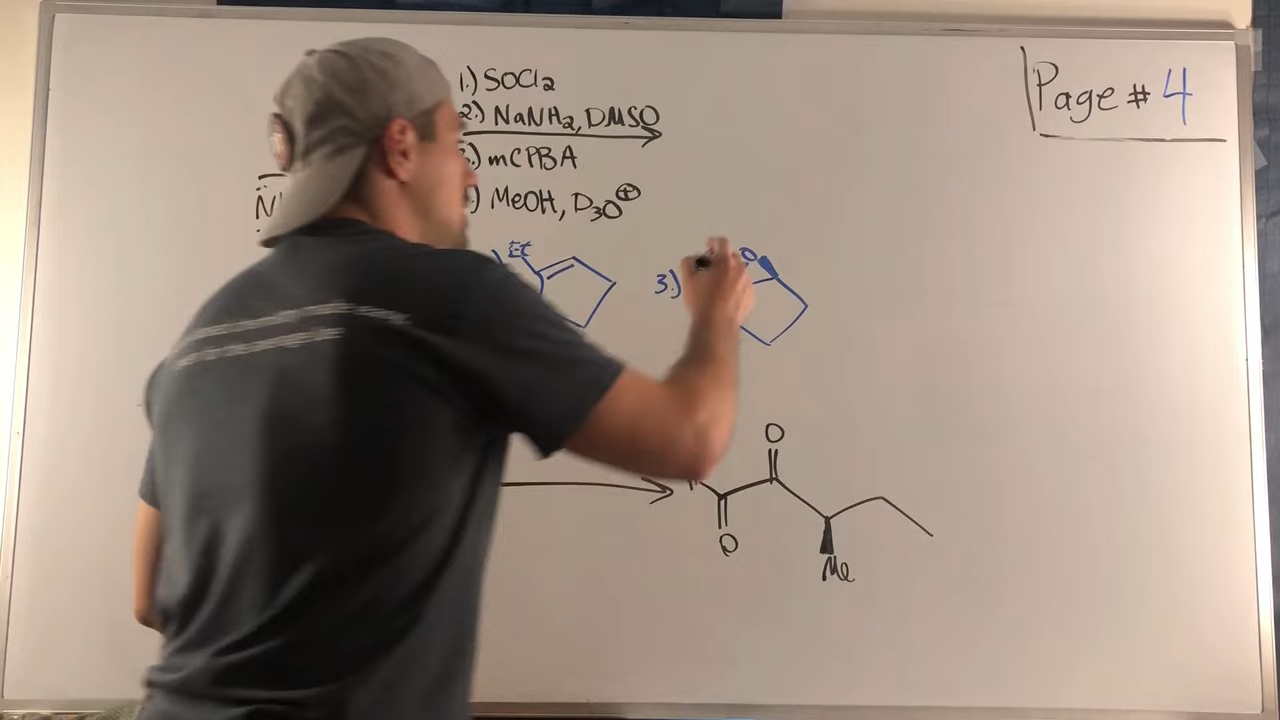 1.) SOCl2
2.) NaNH2, DMSO
Page # 4
3.) mCPBA
) MeOH, D3O⊕
N
) Et
3.) O
O
O
Me